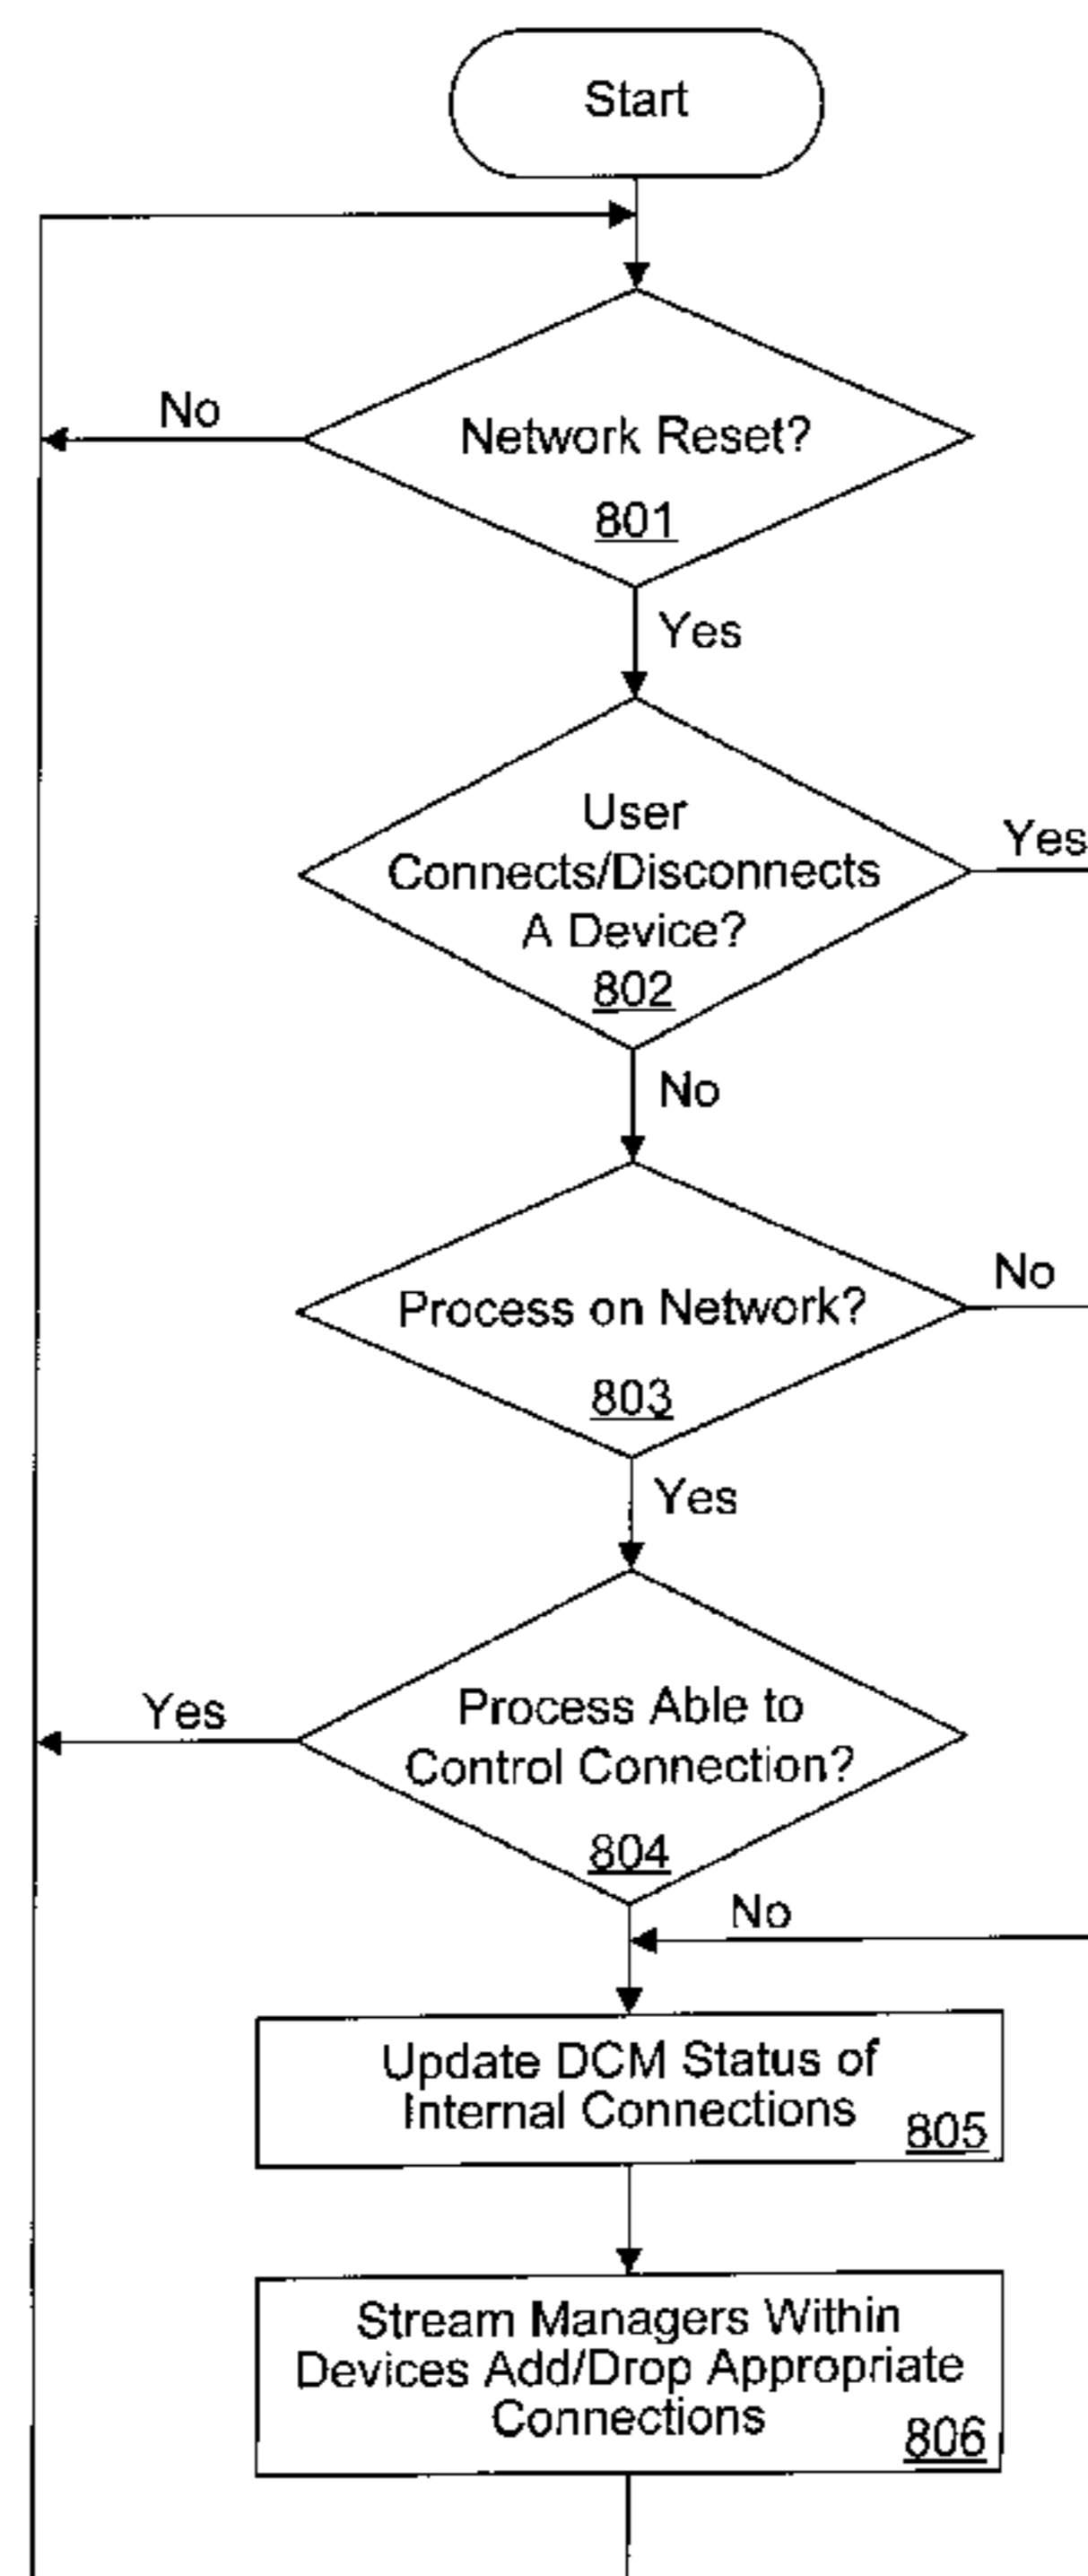 Start
No
Network Reset?
801
Yes
User
Connects/Disconnects
A Device?
802
Yes
No
Process on Network?
803
No
Yes
Process Able to
Control Connection?
804
Yes
No
Update DCM Status of
Internal Connections
805
Stream Managers Within
Devices Add/Drop Appropriate
Connections
806